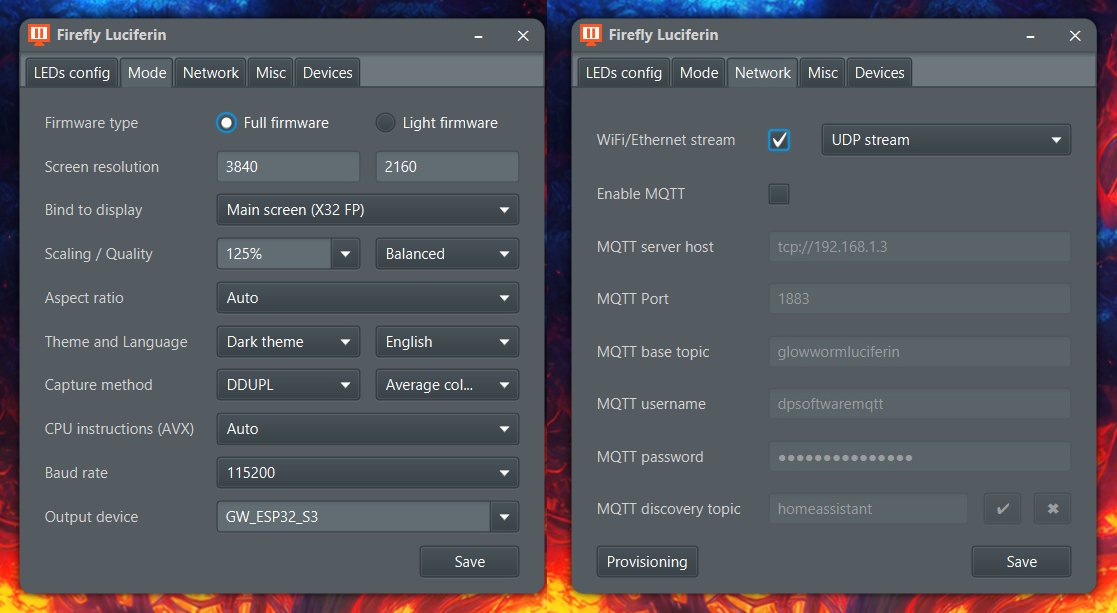 Firefly Luciferin
LEDs config Mode Network Misc Devices
Firmware type Full firmware Light firmware
Screen resolution 3840 2160
Bind to display Main screen (X32 FP)
Scaling / Quality 125% Balanced
Aspect ratio Auto
Theme and Language Dark theme English
Capture method DDUPL Average col...
CPU instructions (AVX) Auto
Baud rate 115200
Output device GW_ESP32_S3
Save
Firefly Luciferin
LEDs config Mode Network Misc Devices
WiFi/Ethernet stream UDP stream
Enable MQTT
MQTT server host tcp://192.168.1.3
MQTT Port 1883
MQTT base topic glowwormluciferin
MQTT username dpsoftwaremqtt
MQTT password ●●●●●●●●●●●●●●●
MQTT discovery topic homeassistant
Provisioning Save